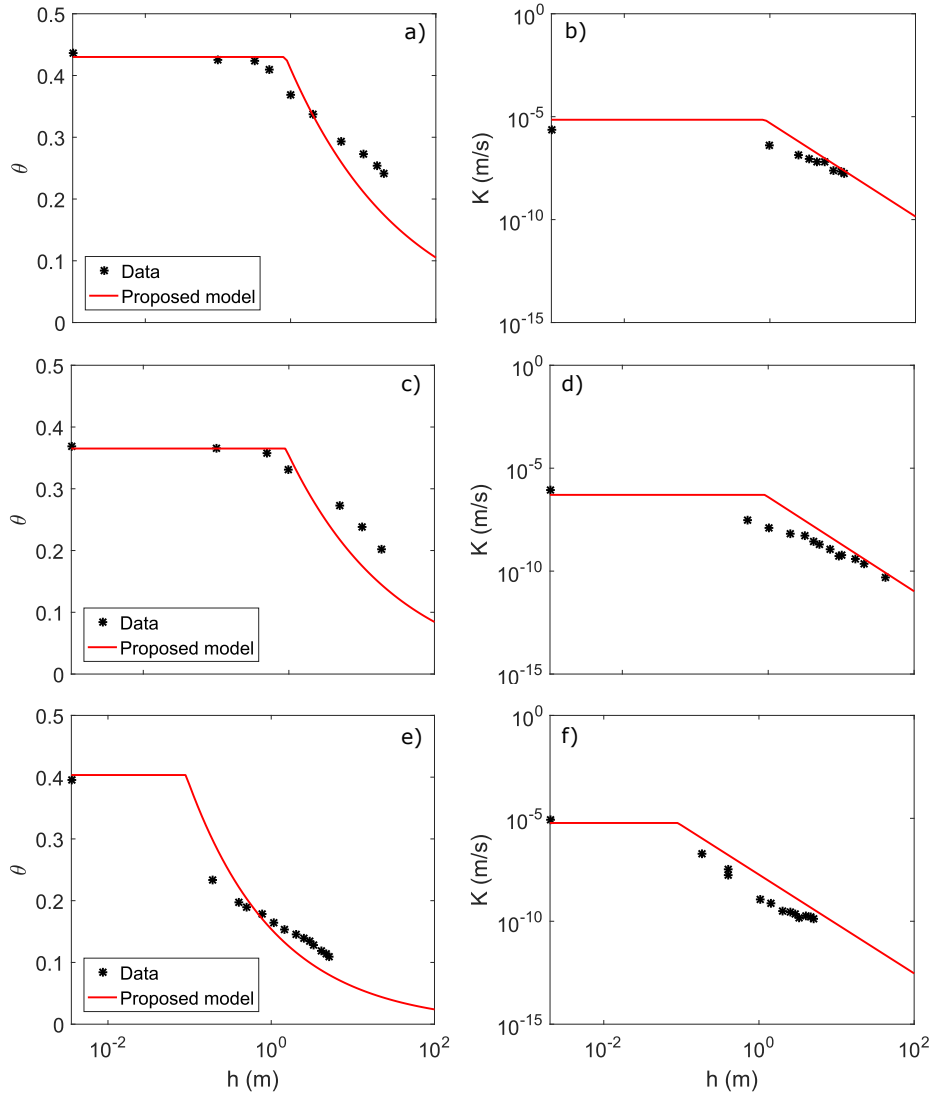 a)
0.5
0.4
0.3
0.2
0.1
0
θ
Data
Proposed model
b)
10^0
10^-5
10^-10
10^-15
K (m/s)
c)
0.5
0.4
0.3
0.2
0.1
0
θ
Data
Proposed model
d)
10^0
10^-5
10^-10
10^-15
K (m/s)
e)
0.5
0.4
0.3
0.2
0.1
0
θ
Data
Proposed model
10^-2 10^0 10^2
h (m)
f)
10^0
10^-5
10^-10
10^-15
K (m/s)
10^-2 10^0 10^2
h (m)